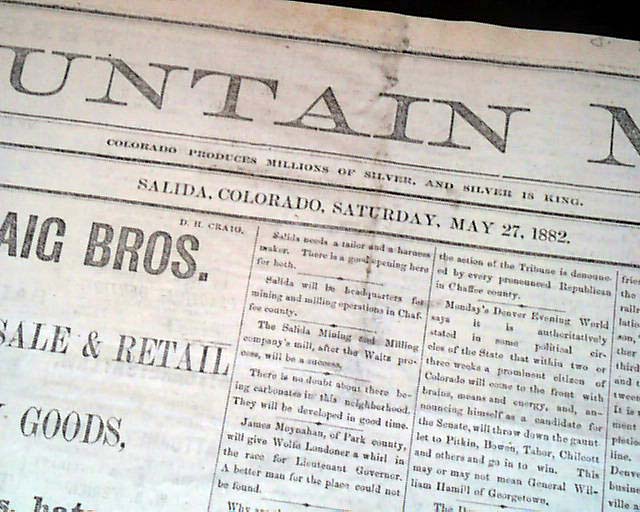 UNTAIN M
COLORADO PRODUCES MILLIONS OF SILVER, AND SILVER IS KING.
SALIDA, COLORADO, SATURDAY, MAY 27, 1882.
D. H. CRAIG.
AIG BROS.
SALE & RETAIL
GOODS,
Salida needs a tailor and a harness
maker. There is a good opening here
for both.
Salida will be headquarters for
mining and milling operations in Chaf-
fee county.
The Salida Mining and Milling
company's mill, after the Waltz pro-
cess, will be a success.
There is no doubt about there be-
ing carbonates in this neighborhood.
They will be developed in good time.
James Moynahan, of Park county,
will give Wolfe Londoner a whirl in
the race for Lieutenant Governor.
A better man for the place could not
be found.
the action of the Tribune is denounc-
ed by every pronounced Republican
in Chaffee county.
Monday's Denver Evening World
says it is authoritatively
stated in some political cir-
cles of the State that within two or
three weeks a prominent citizen of
Colorado will come to the front with
brains, means and energy, and, an-
nouncing himself as a candidate for
the Senate, will throw down the gaunt
let to Pitkin, Bowen, Tabor, Chilcott
and others and go in to win. This
may or may not mean General Wil-
liam Hamill of Georgetown.